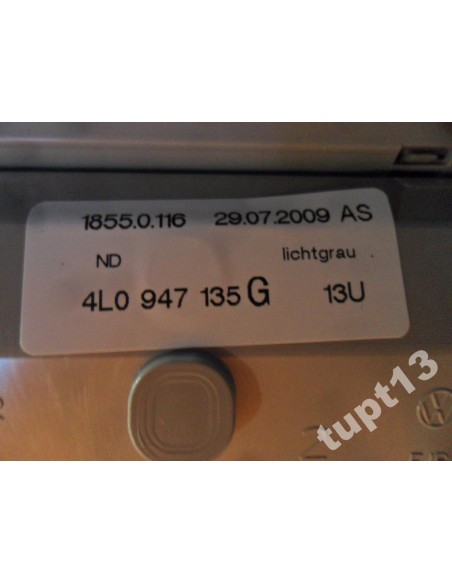 1855.0.116 29.07.2009 AS
ND lichtgrau
4L0 947 135 G 13U
tupt13